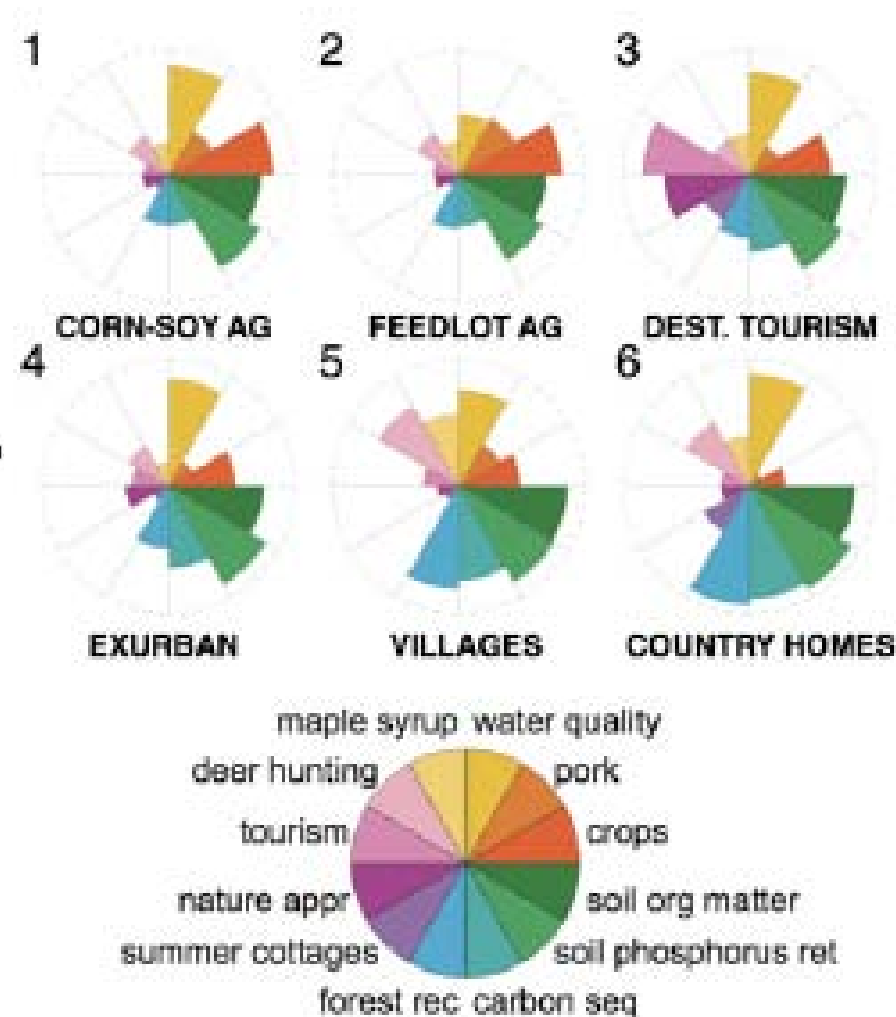 1 2 3
CORN-SOY AG FEEDLOT AG DEST. TOURISM
4 5 6
EXURBAN VILLAGES COUNTRY HOMES
maple syrup water quality
deer hunting pork
tourism crops
nature appr soil org matter
summer cottages soil phosphorus ret
forest rec carbon seq